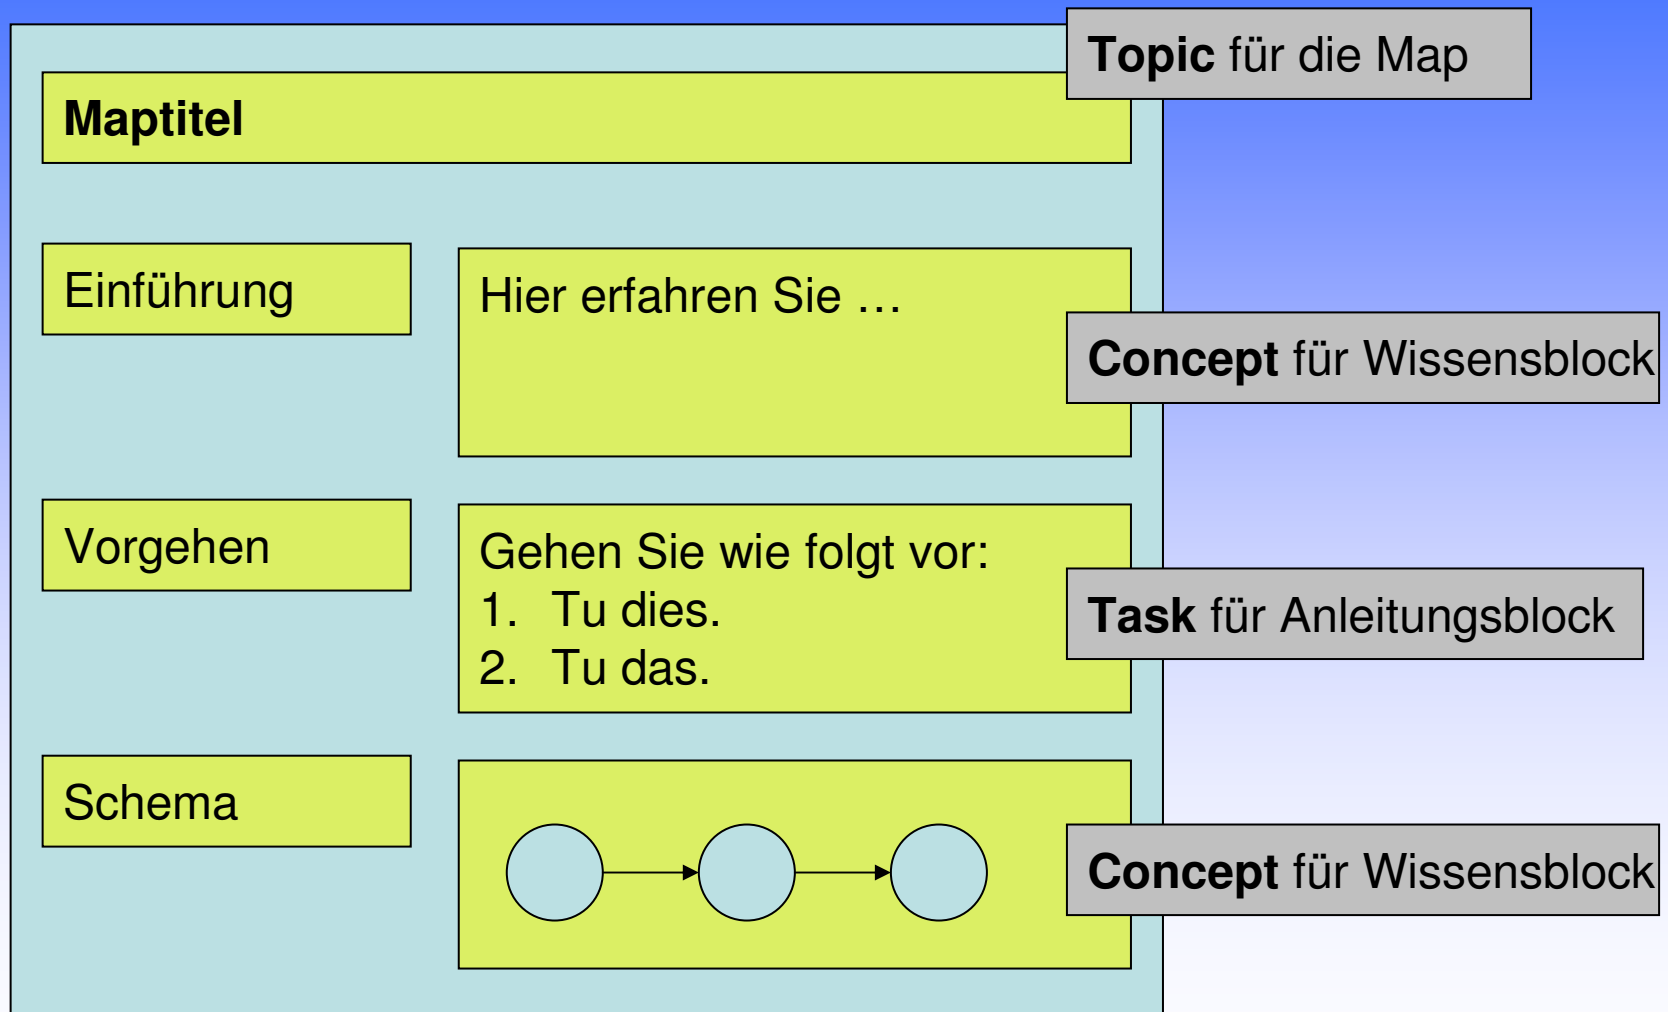 Topic für die Map
Maptitel
Einführung
Hier erfahren Sie …
Concept für Wissensblock
Vorgehen
Gehen Sie wie folgt vor:
1. Tu dies.
2. Tu das.
Task für Anleitungsblock
Schema
Concept für Wissensblock